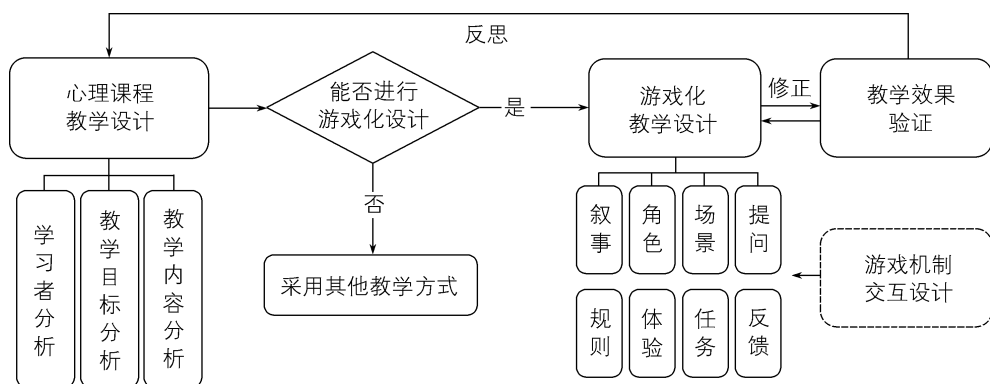 反思
心理课程
教学设计
能否进行
游戏化设计
是
游戏化
教学设计
修正
教学效果
验证
否
采用其他教学方式
学习者分析
教学目标分析
教学内容分析
叙事
角色
场景
提问
规则
体验
任务
反馈
游戏机制
交互设计